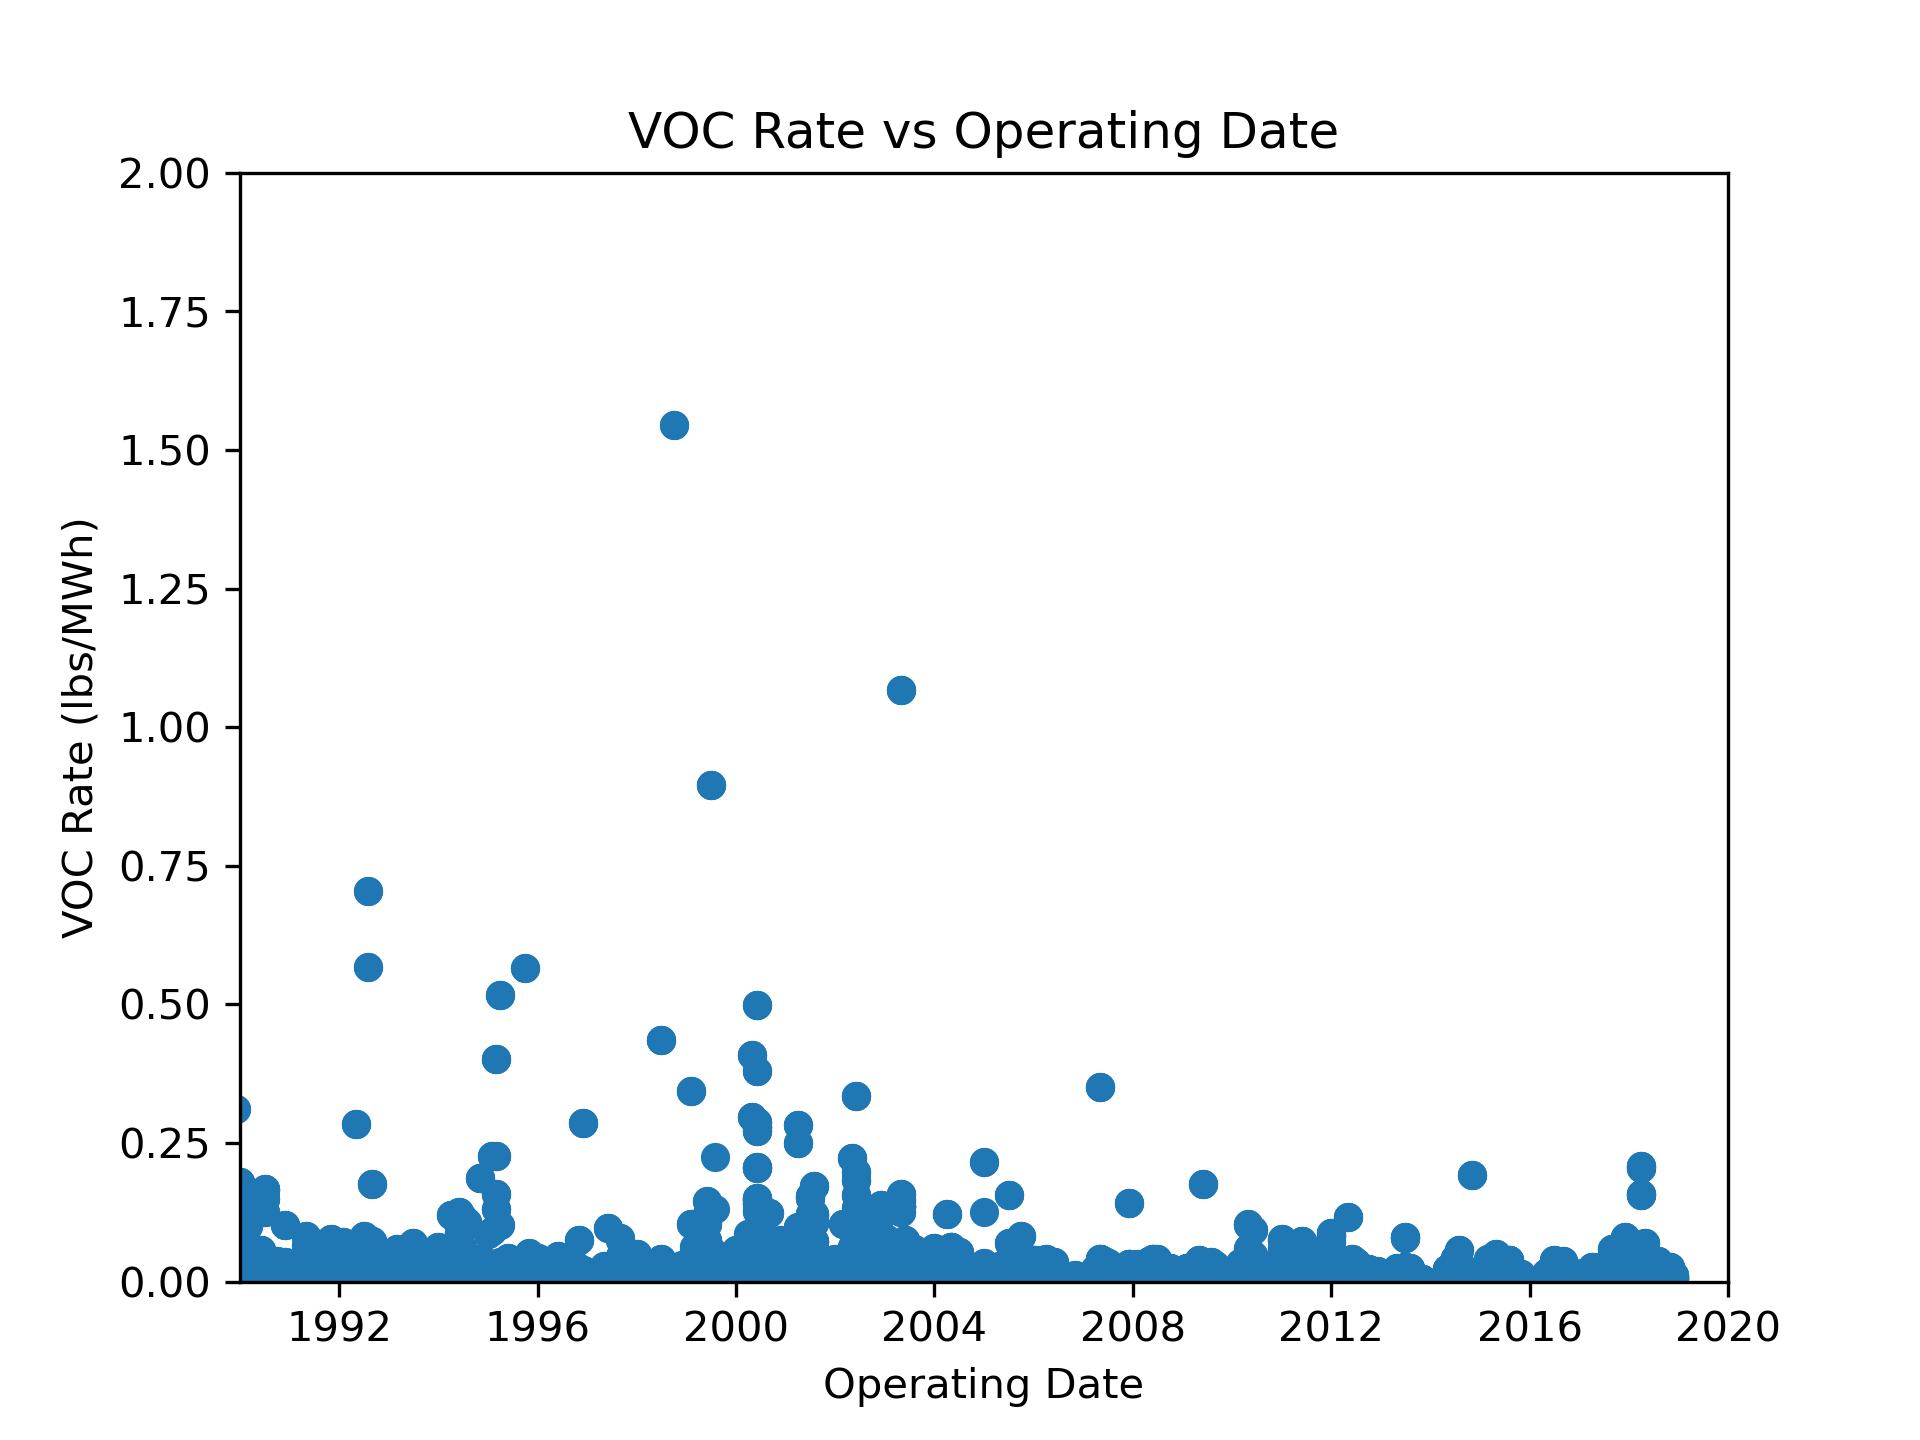 VOC Rate vs Operating Date
2.00
1.75
1.50
1.25
1.00
0.75
0.50
0.25
0.00
VOC Rate (lbs/MWh)
1992 1996 2000 2004 2008 2012 2016 2020
Operating Date